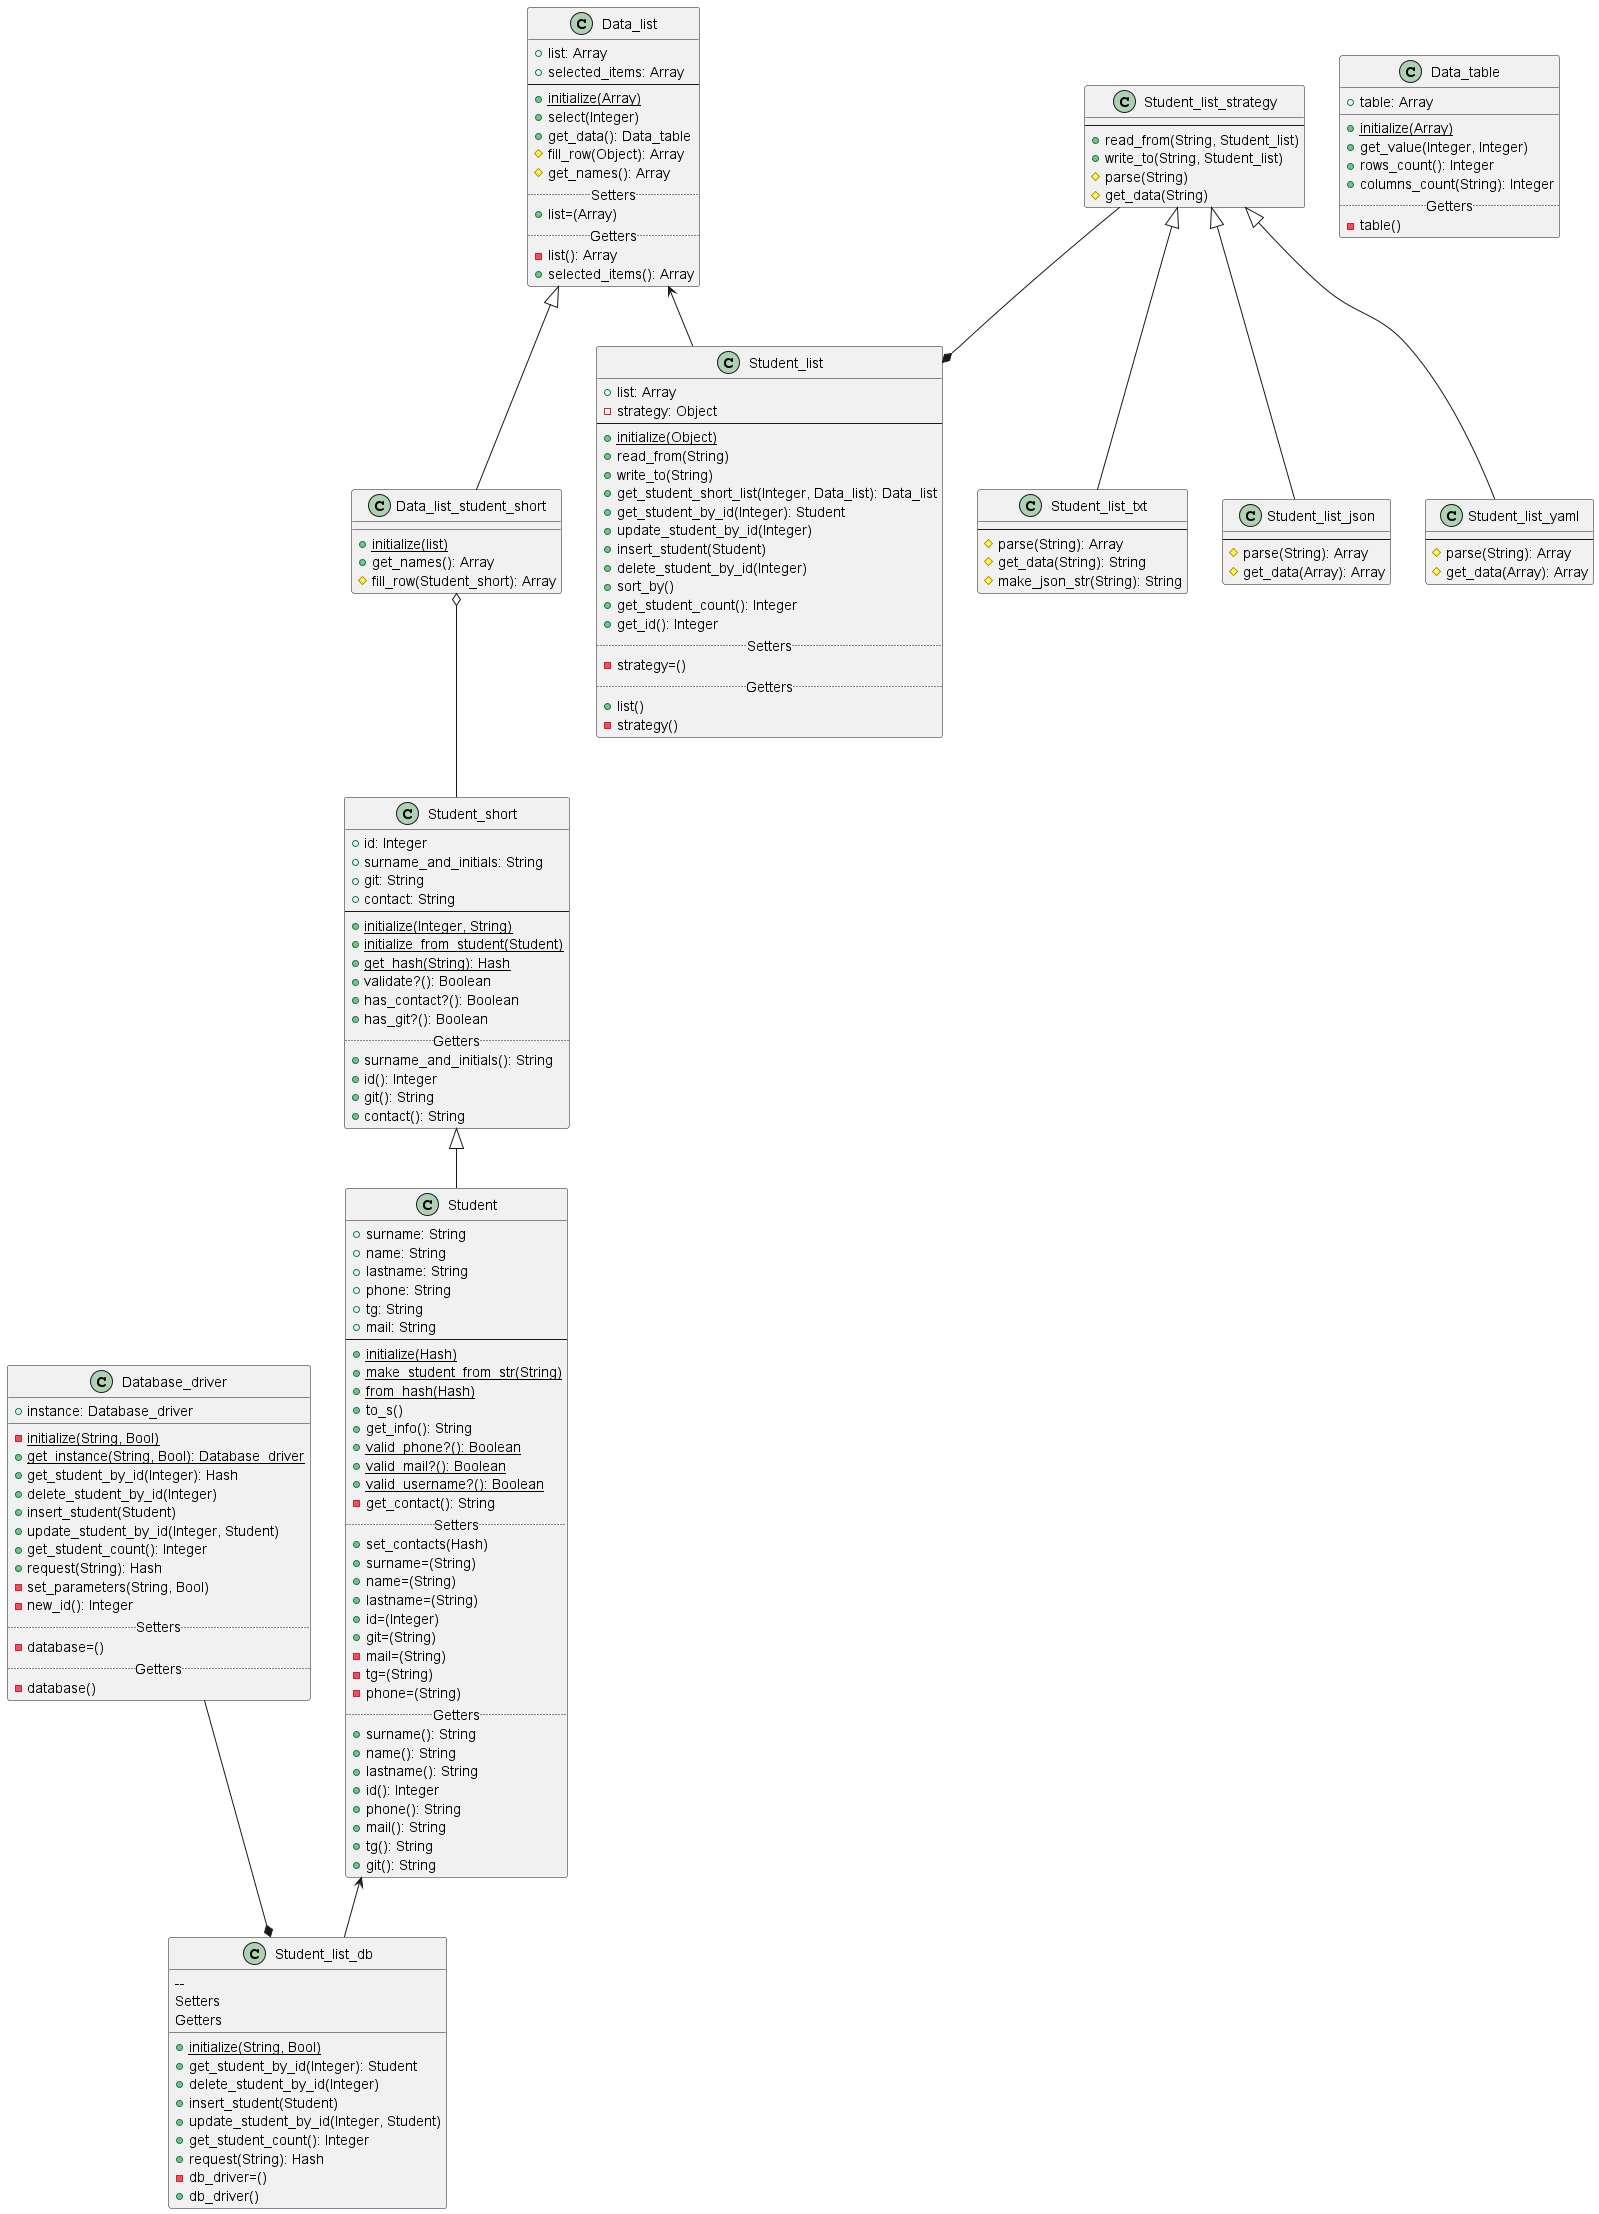 C Data_list
list: Array
selected_items: Array
initialize(Array)
select(Integer)
get_data(): Data_table
fill_row(Object): Array
get_names(): Array
Setters
list=(Array)
Getters
list(): Array
selected_items(): Array
C Student_list_strategy
read_from(String, Student_list)
write_to(String, Student_list)
parse(String)
get_data(String)
C Data_table
table: Array
initialize(Array)
get_value(Integer, Integer)
rows_count(): Integer
columns_count(String): Integer
Getters
table()
C Student_list
list: Array
strategy: Object
initialize(Object)
read_from(String)
write_to(String)
get_student_short_list(Integer, Data_list): Data_list
get_student_by_id(Integer): Student
update_student_by_id(Integer)
insert_student(Student)
delete_student_by_id(Integer)
sort_by()
get_student_count(): Integer
get_id(): Integer
Setters
strategy=()
Getters
list()
strategy()
C Data_list_student_short
initialize(list)
get_names(): Array
fill_row(Student_short): Array
C Student_list_txt
parse(String): Array
get_data(String): String
make_json_str(String): String
C Student_list_json
parse(String): Array
get_data(Array): Array
C Student_list_yaml
parse(String): Array
get_data(Array): Array
C Student_short
id: Integer
surname_and_initials: String
git: String
contact: String
initialize(Integer, String)
initialize_from_student(Student)
get_hash(String): Hash
validate?(): Boolean
has_contact?(): Boolean
has_git?(): Boolean
Getters
surname_and_initials(): String
id(): Integer
git(): String
contact(): String
C Student
surname: String
name: String
lastname: String
phone: String
tg: String
mail: String
initialize(Hash)
make_student_from_str(String)
from_hash(Hash)
to_s()
get_info(): String
valid_phone?(): Boolean
valid_mail?(): Boolean
valid_username?(): Boolean
get_contact(): String
Setters
set_contacts(Hash)
surname=(String)
name=(String)
lastname=(String)
id=(Integer)
git=(String)
mail=(String)
tg=(String)
phone=(String)
Getters
surname(): String
name(): String
lastname(): String
id(): Integer
phone(): String
mail(): String
tg(): String
git(): String
C Database_driver
instance: Database_driver
initialize(String, Bool)
get_instance(String, Bool): Database_driver
get_student_by_id(Integer): Hash
delete_student_by_id(Integer)
insert_student(Student)
update_student_by_id(Integer, Student)
get_student_count(): Integer
request(String): Hash
set_parameters(String, Bool)
new_id(): Integer
Setters
database=()
Getters
database()
C Student_list_db
--
Setters
Getters
initialize(String, Bool)
get_student_by_id(Integer): Student
delete_student_by_id(Integer)
insert_student(Student)
update_student_by_id(Integer, Student)
get_student_count(): Integer
request(String): Hash
db_driver=()
db_driver()